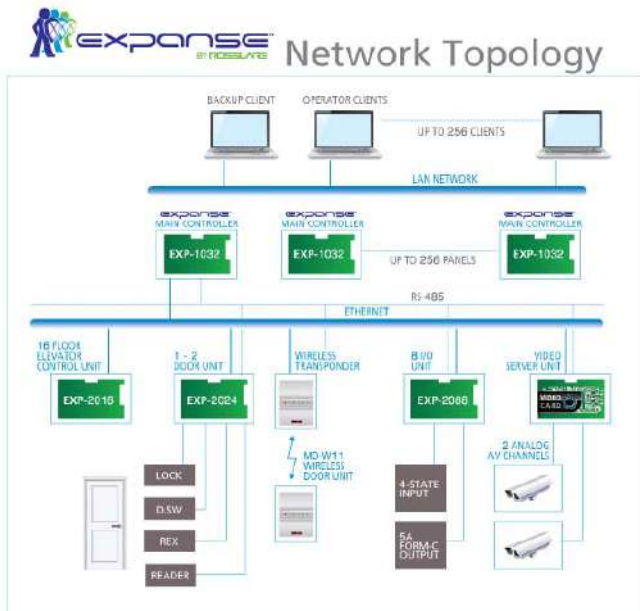 expanse
BY ROSSLARE
Network Topology
BACKUP CLIENT
OPERATOR CLIENTS
UP TO 256 CLIENTS
LAN NETWORK
expanse
MAIN CONTROLLER
EXP-1032
expanse
MAIN CONTROLLER
EXP-1032
UP TO 256 PANELS
expanse
MAIN CONTROLLER
EXP-1032
RS-485
ETHERNET
16 FLOOR
ELEVATOR
CONTROL UNIT
EXP-2016
1 - 2
DOOR UNIT
EXP-2024
WIRELESS
TRANSPONDER
8 I/O
UNIT
EXP-2088
VIDEO
SERVER UNIT
VIDEO
CARD
MD-W11
WIRELESS
DOOR UNIT
2 ANALOG
AV CHANNELS
LOCK
D.SW
REX
READER
4-STATE
INPUT
5A
FORM-C
OUTPUT